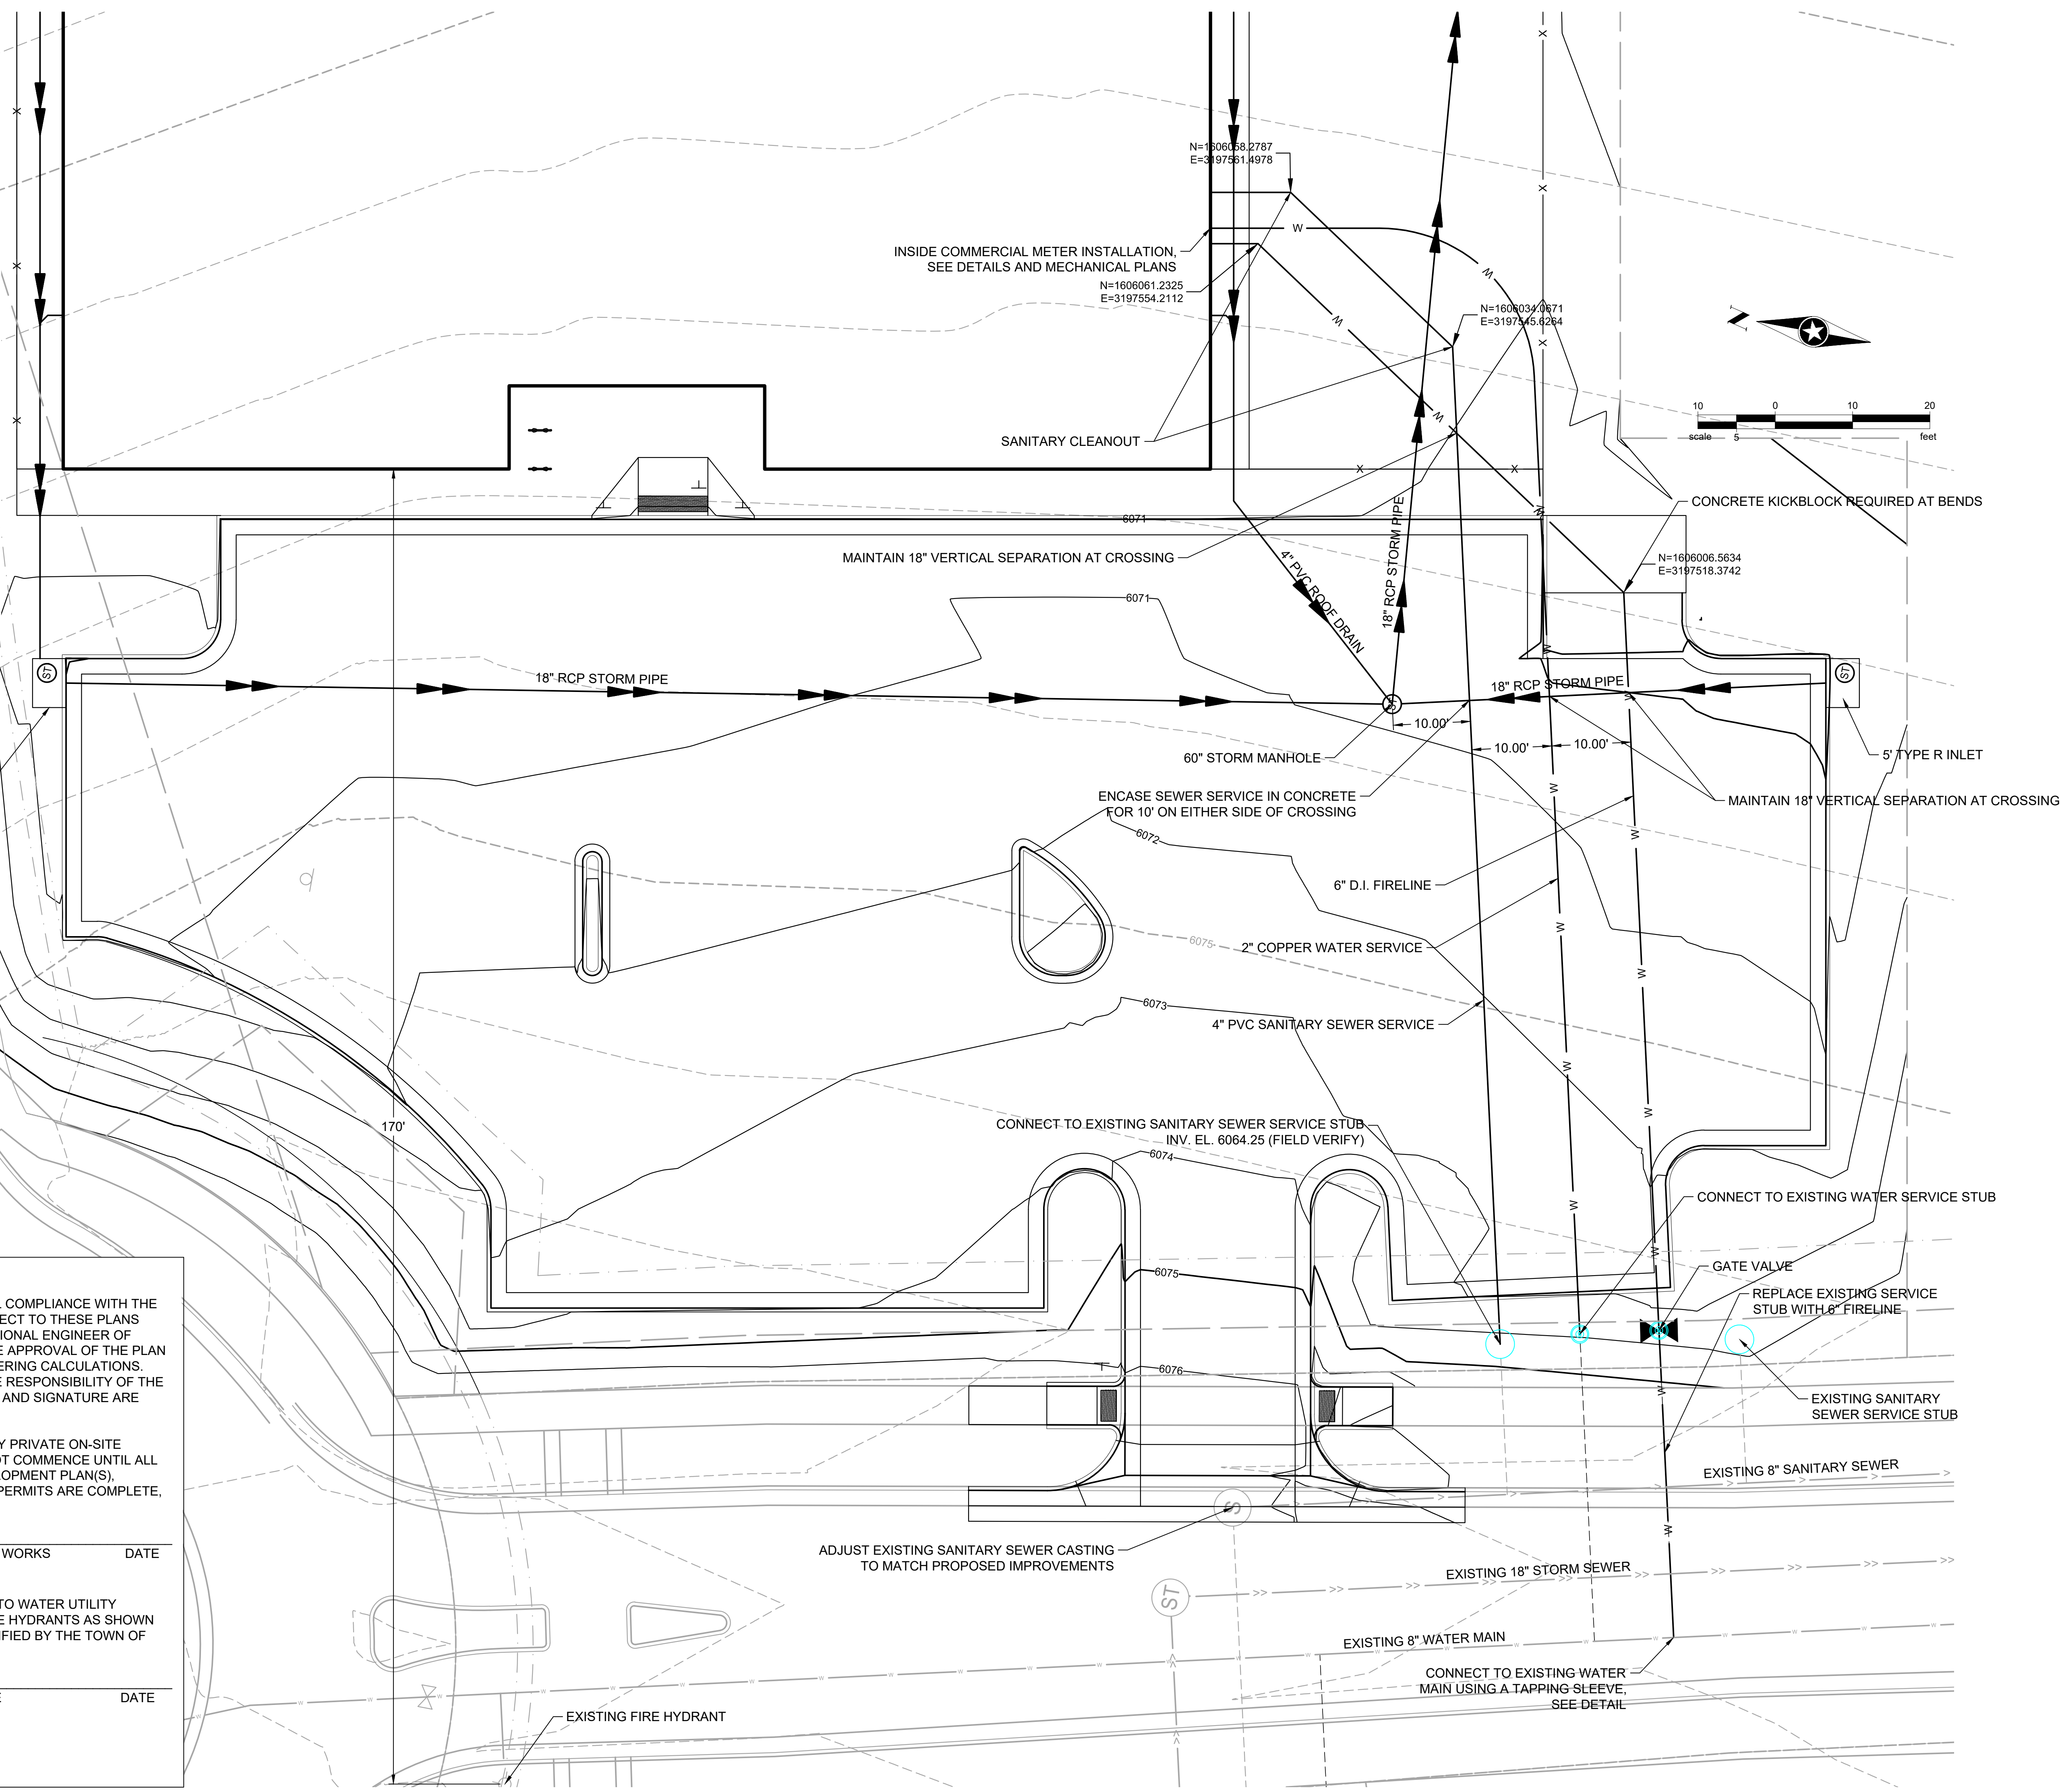 N=1606058.2787
E=3197561.4978
INSIDE COMMERCIAL METER INSTALLATION,
SEE DETAILS AND MECHANICAL PLANS
N=1606061.2325
E=3197554.2112
N=1606034.0671
E=3197545.6264
N
10 0 10 20
scale 5 feet
SANITARY CLEANOUT
CONCRETE KICKBLOCK REQUIRED AT BENDS
6071
MAINTAIN 18" VERTICAL SEPARATION AT CROSSING
4" PVC ROOF DRAIN
18" RCP STORM PIPE
N=1606006.5634
E=3197518.3742
6071
ST
18" RCP STORM PIPE
ST
18" RCP STORM PIPE
ST
10.00'
10.00'
10.00'
60" STORM MANHOLE
5' TYPE R INLET
ENCASE SEWER SERVICE IN CONCRETE
FOR 10' ON EITHER SIDE OF CROSSING
MAINTAIN 18" VERTICAL SEPARATION AT CROSSING
6072
6" D.I. FIRELINE
6075
2" COPPER WATER SERVICE
6073
4" PVC SANITARY SEWER SERVICE
170'
CONNECT TO EXISTING SANITARY SEWER SERVICE STUB
INV. EL. 6064.25 (FIELD VERIFY)
6074
CONNECT TO EXISTING WATER SERVICE STUB
6075
GATE VALVE
REPLACE EXISTING SERVICE
STUB WITH 6" FIRELINE
6076
EXISTING SANITARY
SEWER SERVICE STUB
EXISTING 8" SANITARY SEWER
S
ADJUST EXISTING SANITARY SEWER CASTING
TO MATCH PROPOSED IMPROVEMENTS
EXISTING 18" STORM SEWER
ST
EXISTING 8" WATER MAIN
CONNECT TO EXISTING WATER
MAIN USING A TAPPING SLEEVE,
SEE DETAIL
EXISTING FIRE HYDRANT
COMPLIANCE WITH THE
ECT TO THESE PLANS
IONAL ENGINEER OF
E APPROVAL OF THE PLAN
ERING CALCULATIONS.
E RESPONSIBILITY OF THE
AND SIGNATURE ARE
Y PRIVATE ON-SITE
OT COMMENCE UNTIL ALL
LOPMENT PLAN(S),
PERMITS ARE COMPLETE,
WORKS DATE
TO WATER UTILITY
E HYDRANTS AS SHOWN
IFIED BY THE TOWN OF
DATE